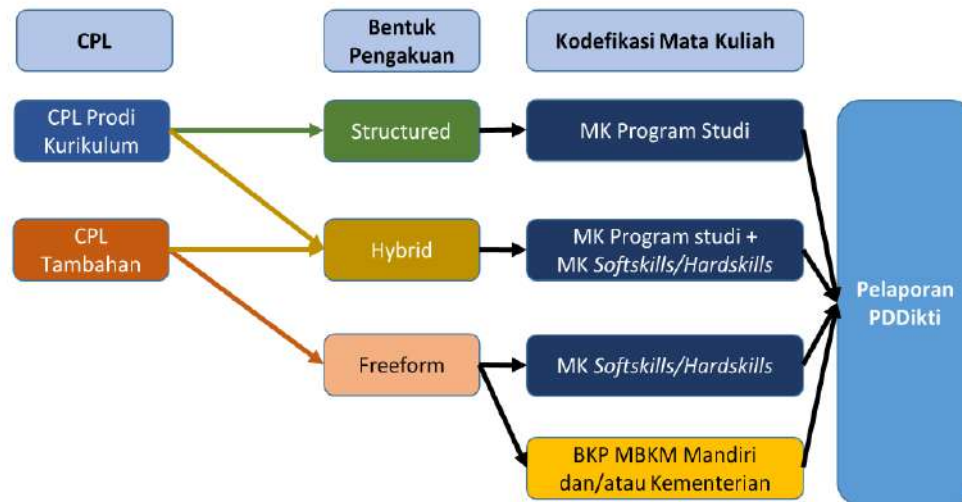 CPL
Bentuk
Pengakuan
Kodefikasi Mata Kuliah
CPL Prodi
Kurikulum
Structured
MK Program Studi
CPL
Tambahan
Hybrid
MK Program studi +
MK Softskills/Hardskills
Pelaporan
PDDikti
Freeform
MK Softskills/Hardskills
BKP MBKM Mandiri
dan/atau Kementerian